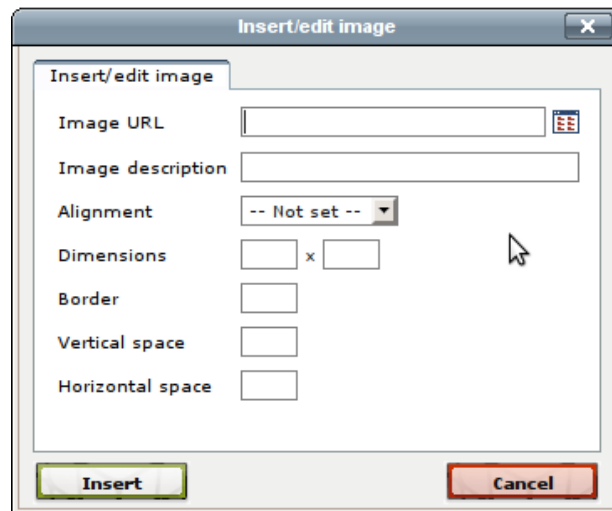 Insert/edit image
Insert/edit image
Image URL
Image description
Alignment -- Not set --
Dimensions x
Border
Vertical space
Horizontal space
Insert Cancel